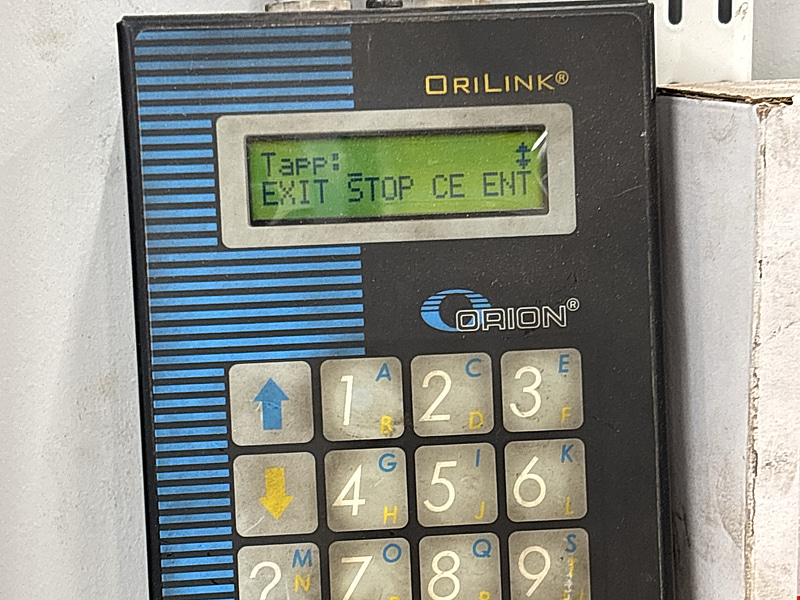 ORILINK®
Tapp:
EXIT STOP CE ENT
ORION®
1 A B
2 C D
3 E F
4 G H
5 I J
6 K L
? M N
7 O
8 Q
9 S